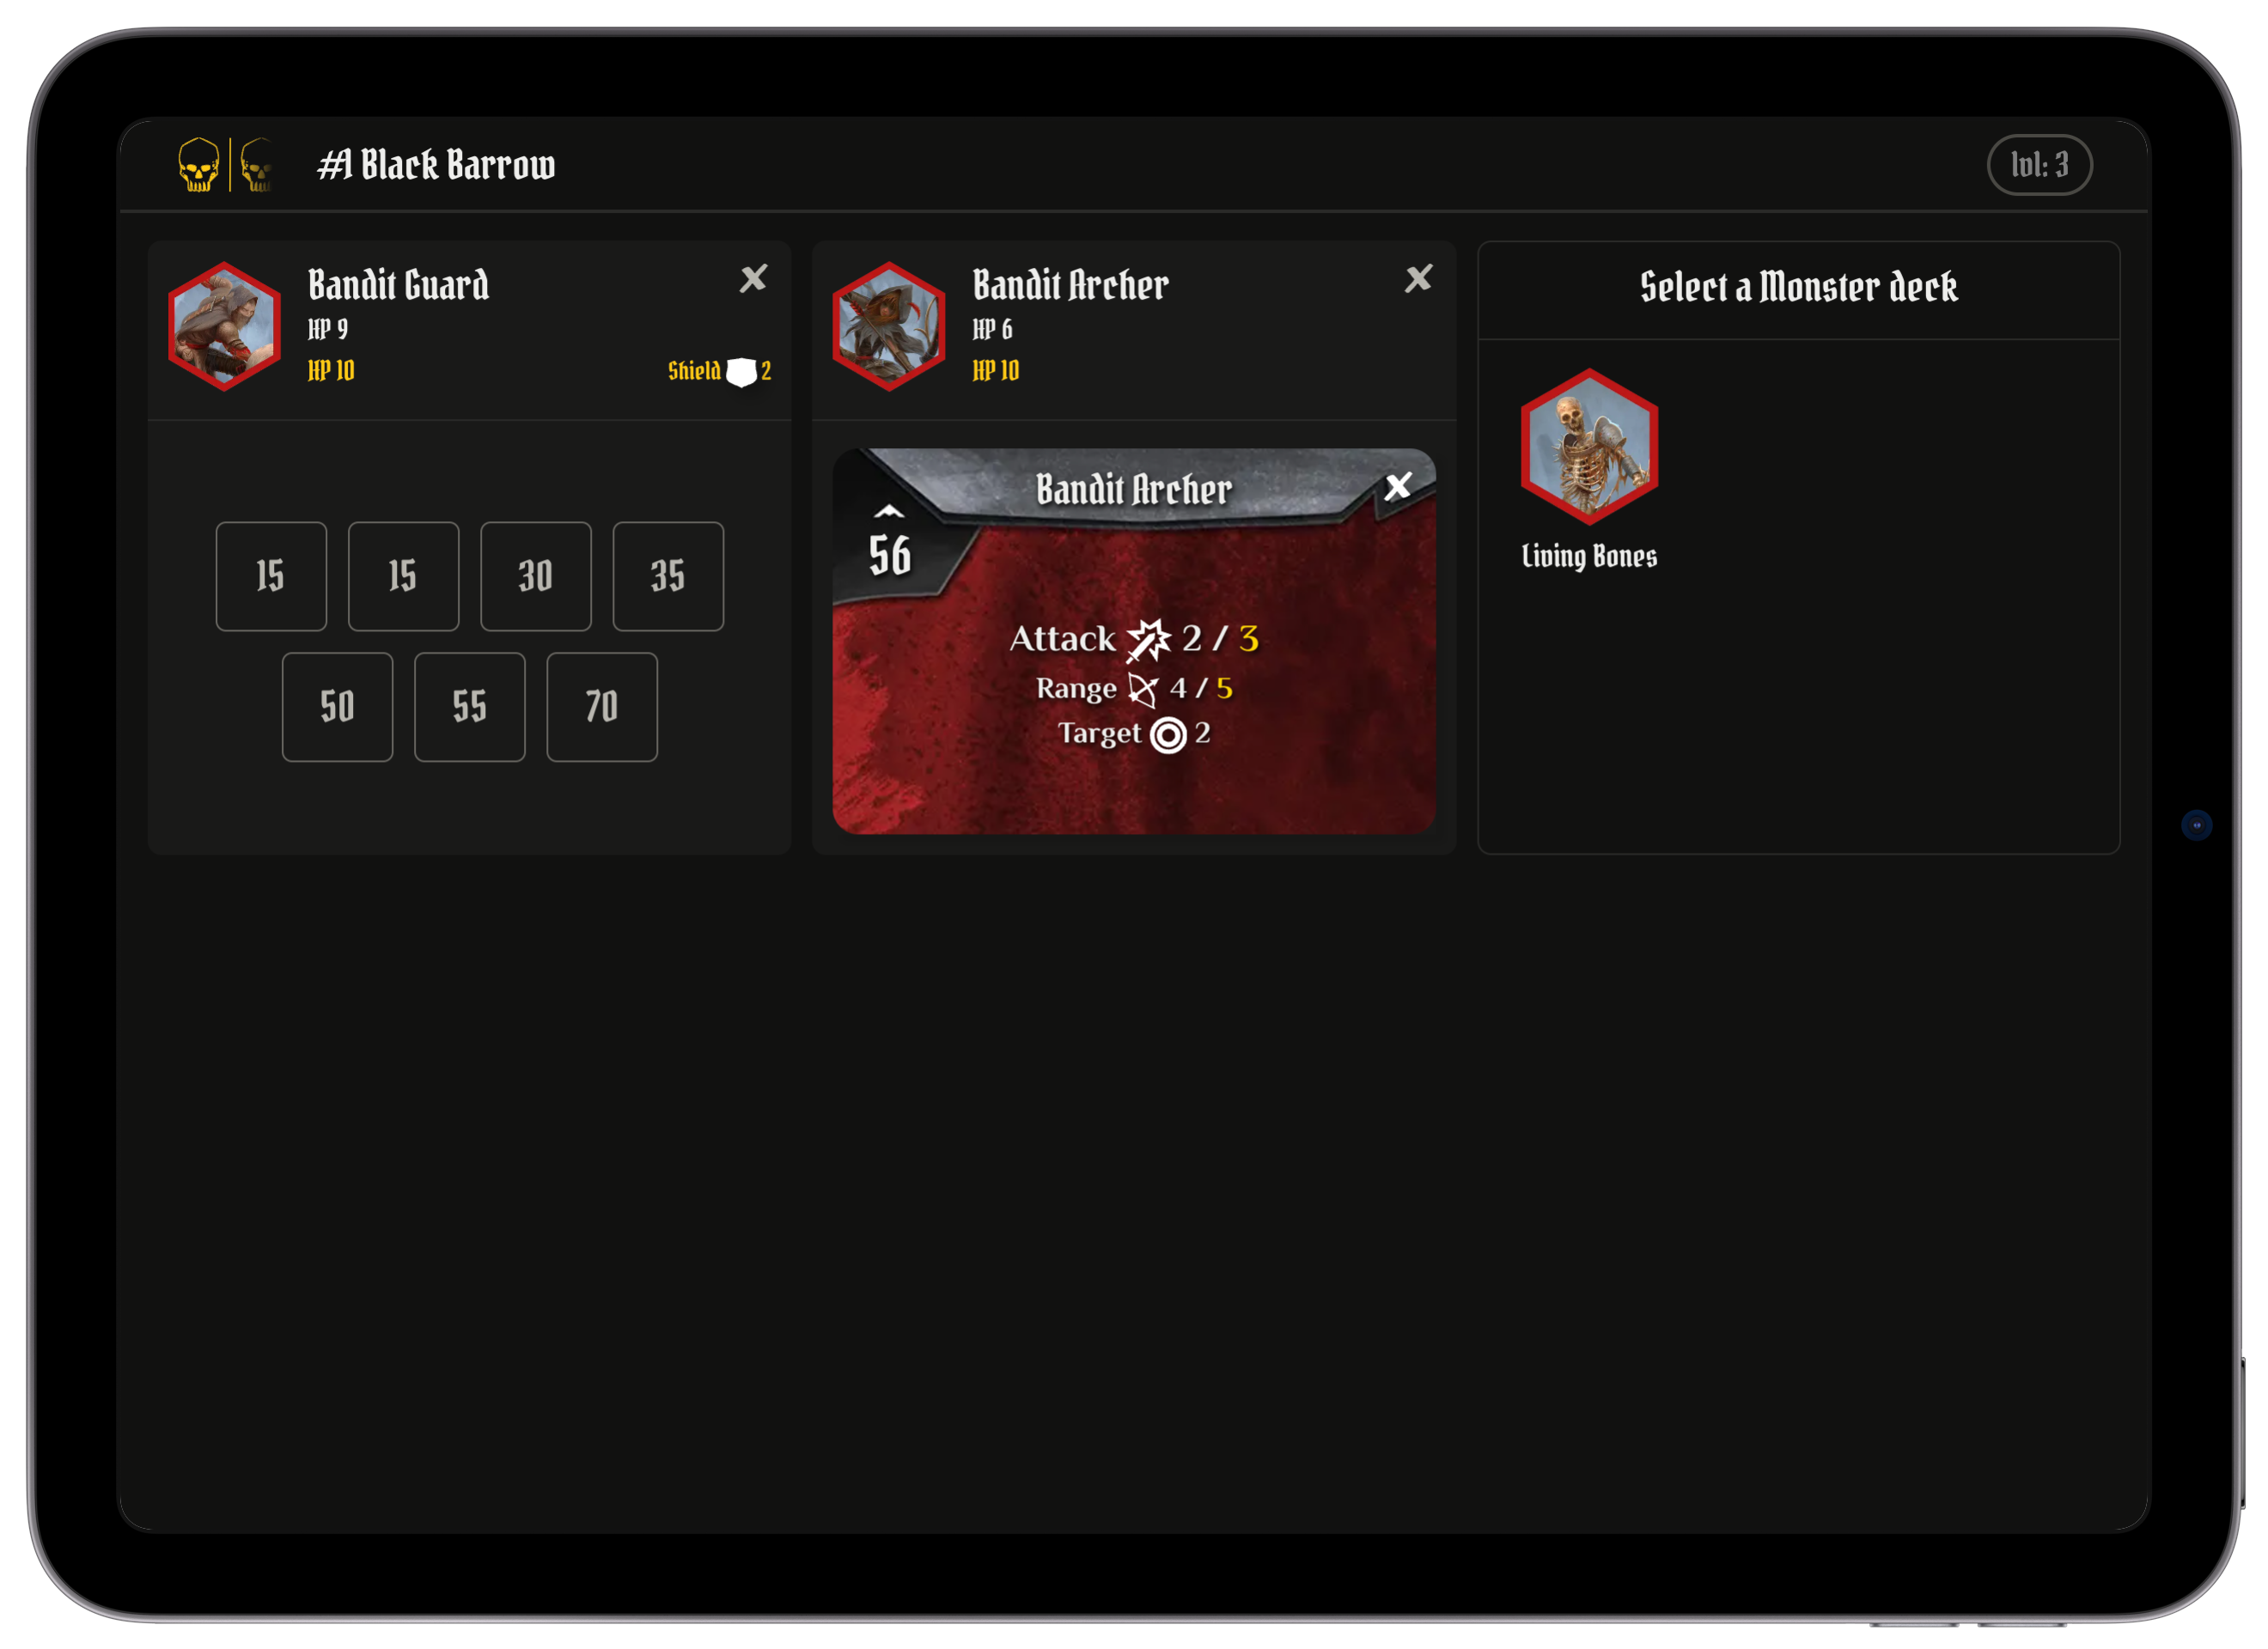 #1 Black Barrow
lvl: 3
Bandit Guard
HP 9
HP 10
Shield 2
15 15 30 35
50 55 70
Bandit Archer
HP 6
HP 10
Bandit Archer
56
Attack 2 / 3
Range 4 / 5
Target 2
Select a Monster deck
Living Bones